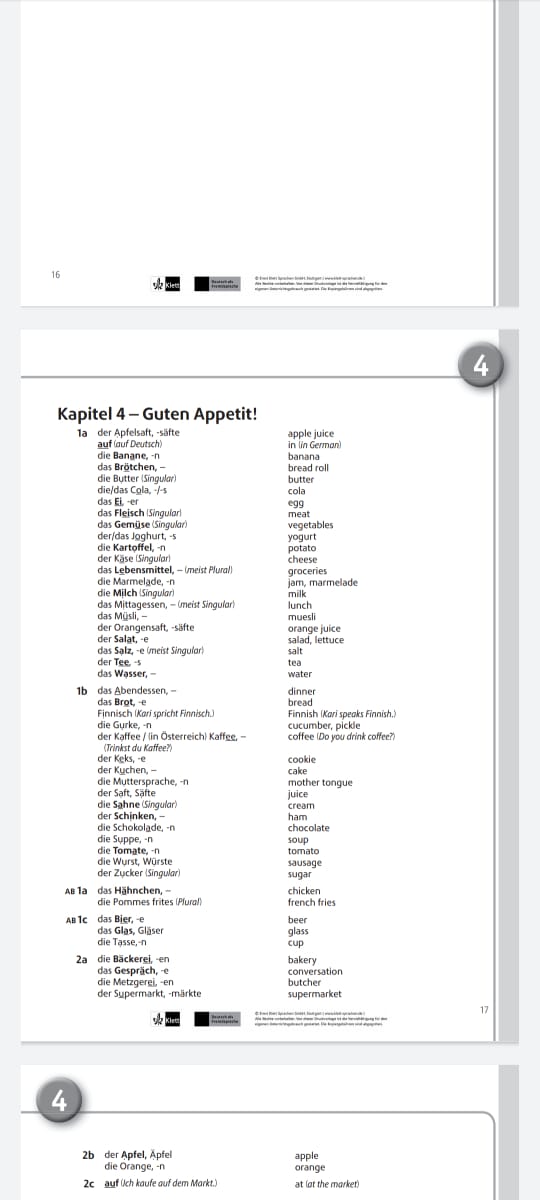 16
Klett
Deutsch als
Fremdsprache
4
Kapitel 4 – Guten Appetit!
1a der Apfelsaft, -säfte apple juice
auf (auf Deutsch) in (in German)
die Banane, -n banana
das Brötchen, – bread roll
die Butter (Singular) butter
die/das Cola, -/-s cola
das Ei, -er egg
das Fleisch (Singular) meat
das Gemüse (Singular) vegetables
der/das Joghurt, -s yogurt
die Kartoffel, -n potato
der Käse (Singular) cheese
das Lebensmittel, – (meist Plural) groceries
die Marmelade, -n jam, marmelade
die Milch (Singular) milk
das Mittagessen, – (meist Singular) lunch
das Müsli, – muesli
der Orangensaft, -säfte orange juice
der Salat, -e salad, lettuce
das Salz, -e (meist Singular) salt
der Tee, -s tea
das Wasser, – water
1b das Abendessen, – dinner
das Brot, -e bread
Finnisch (Kari spricht Finnisch.) Finnish (Kari speaks Finnish.)
die Gurke, -n cucumber, pickle
der Kaffee / (in Österreich) Kaffee, – coffee (Do you drink coffee?)
(Trinkst du Kaffee?)
der Keks, -e cookie
der Kuchen, – cake
die Muttersprache, -n mother tongue
der Saft, Säfte juice
die Sahne (Singular) cream
der Schinken, – ham
die Schokolade, -n chocolate
die Suppe, -n soup
die Tomate, -n tomato
die Wurst, Würste sausage
der Zucker (Singular) sugar
AB 1a das Hähnchen, – chicken
die Pommes frites (Plural) french fries
AB 1c das Bier, -e beer
das Glas, Gläser glass
die Tasse,-n cup
2a die Bäckerei, -en bakery
das Gespräch, -e conversation
die Metzgerei, -en butcher
der Supermarkt, -märkte supermarket
17
Klett
Deutsch als
Fremdsprache
4
2b der Apfel, Äpfel apple
die Orange, -n orange
2c auf (Ich kaufe auf dem Markt.) at (at the market)